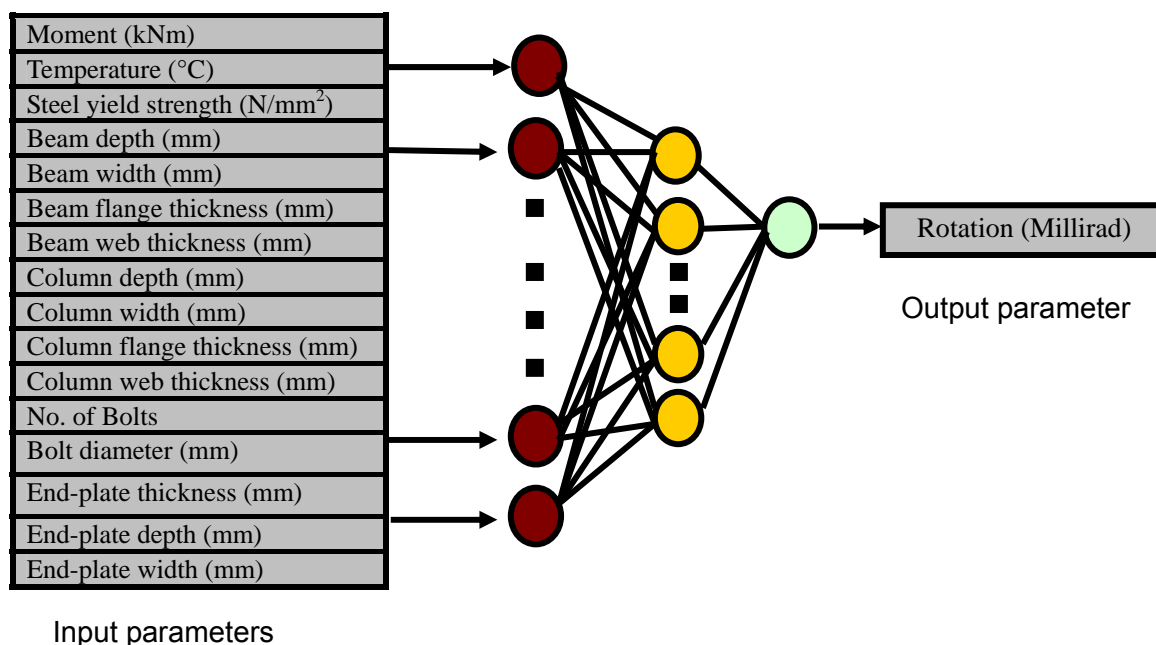 Moment (kNm)
Temperature (°C)
Steel yield strength (N/mm²)
Beam depth (mm)
Beam width (mm)
Beam flange thickness (mm)
Beam web thickness (mm)
Column depth (mm)
Column width (mm)
Column flange thickness (mm)
Column web thickness (mm)
No. of Bolts
Bolt diameter (mm)
End-plate thickness (mm)
End-plate depth (mm)
End-plate width (mm)
Input parameters
Rotation (Millirad)
Output parameter